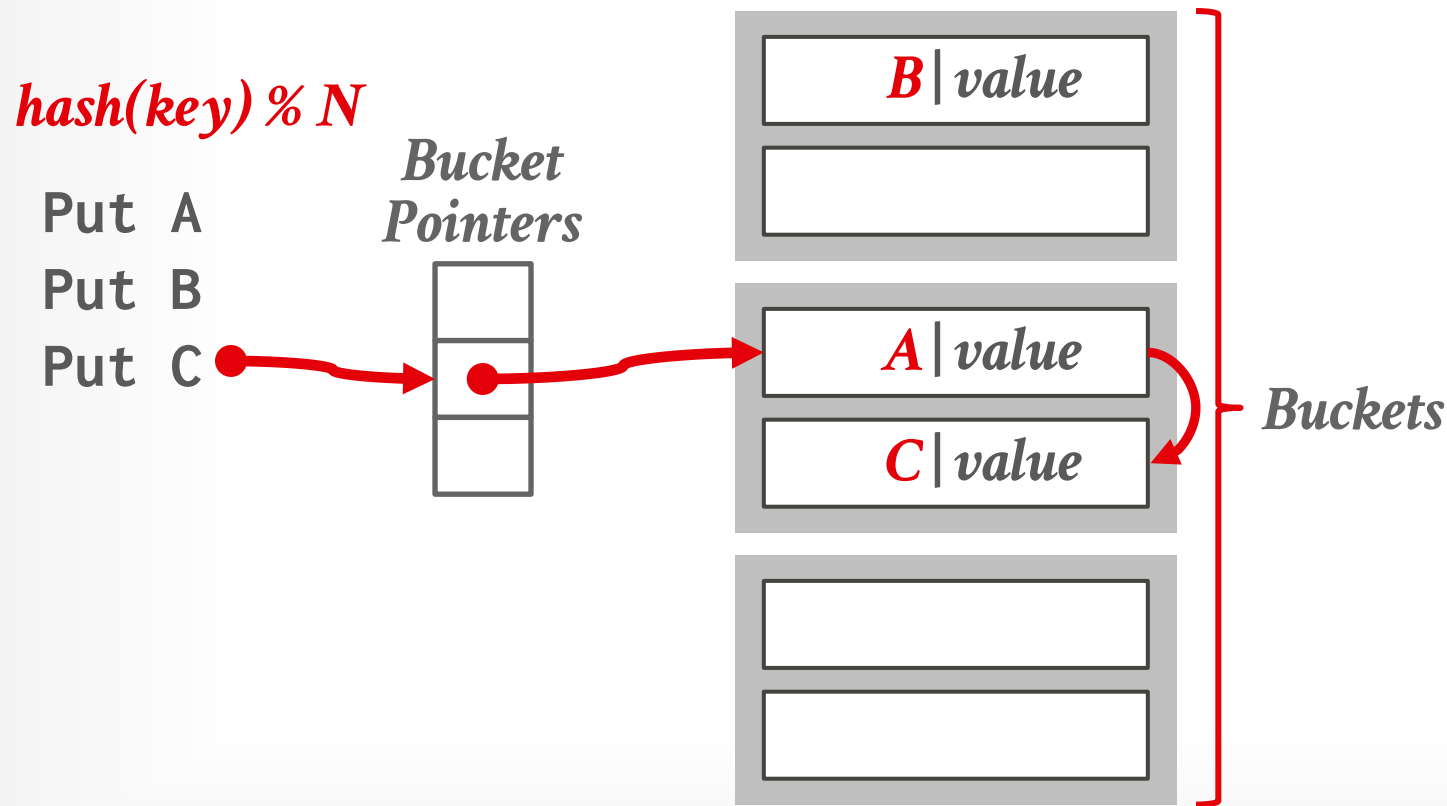 hash(key) % N
Put A
Put B
Put C
Bucket
Pointers
B|value
A|value
C|value
Buckets